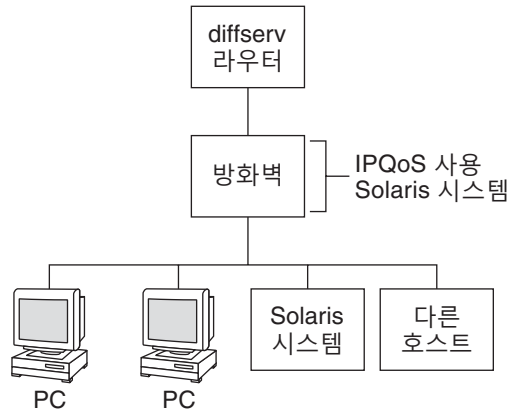 diffserv
라우터
방화벽
IPQoS 사용
Solaris 시스템
Solaris
시스템
다른
호스트
PC
PC